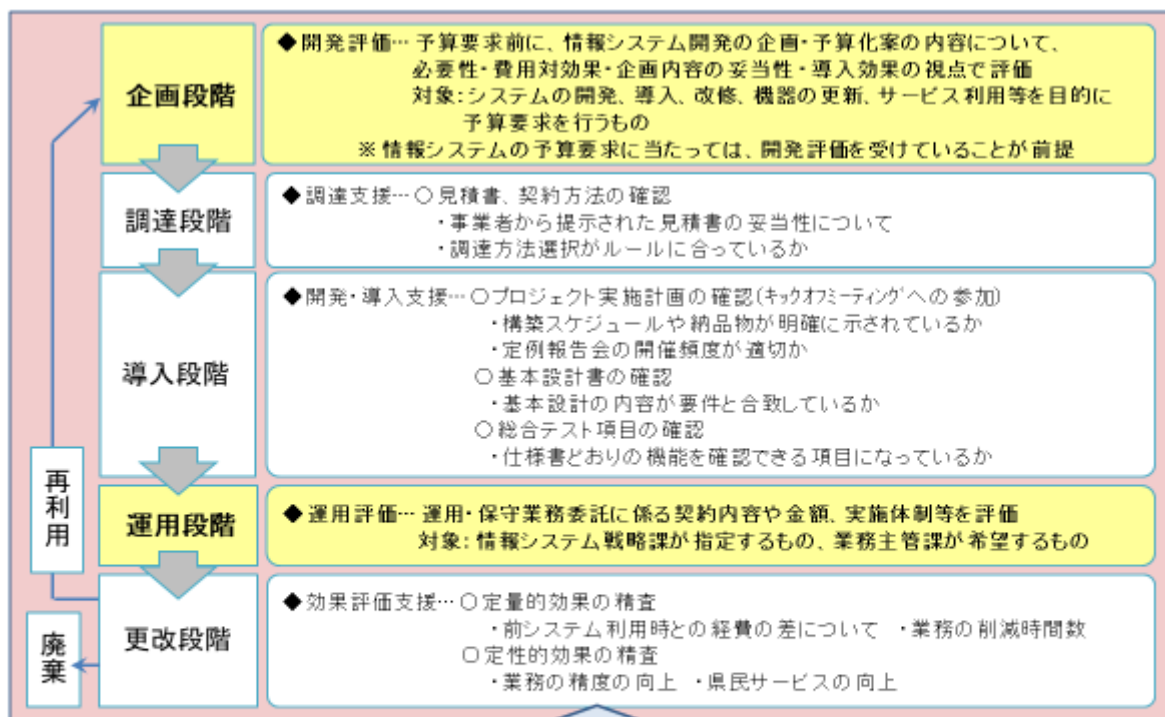 企画段階
◆開発評価… 予算要求前に、情報システム開発の企画・予算化案の内容について、
必要性・費用対効果・企画内容の妥当性・導入効果の視点で評価
対象：システムの開発、導入、改修、機器の更新、サービス利用等を目的に
予算要求を行うもの
※情報システムの予算要求に当たっては、開発評価を受けていることが前提
調達段階
◆調達支援…○見積書、契約方法の確認
・事業者から提示された見積書の妥当性について
・調達方法選択がルールに合っているか
導入段階
◆開発・導入支援…○プロジェクト実施計画の確認(ｷｯｸｵﾌﾐｰﾃｨﾝｸﾞへの参加)
・構築スケジュールや納品物が明確に示されているか
・定例報告会の開催頻度が適切か
○基本設計書の確認
・基本設計の内容が要件と合致しているか
○総合テスト項目の確認
・仕様書どおりの機能を確認できる項目になっているか
運用段階
◆運用評価… 運用・保守業務委託に係る契約内容や金額、実施体制等を評価
対象：情報システム戦略課が指定するもの、業務主管課が希望するもの
更改段階
◆効果評価支援…○定量的効果の精査
・前システム利用時との経費の差について ・業務の削減時間数
○定性的効果の精査
・業務の精度の向上 ・県民サービスの向上
再利用
廃棄